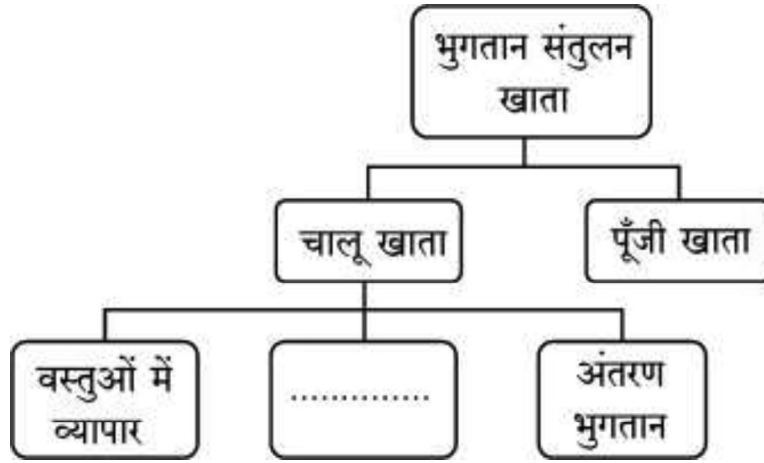 भुगतान संतुलन
खाता
चालू खाता
पूँजी खाता
वस्तुओं में
व्यापार
..............
अंतरण
भुगतान